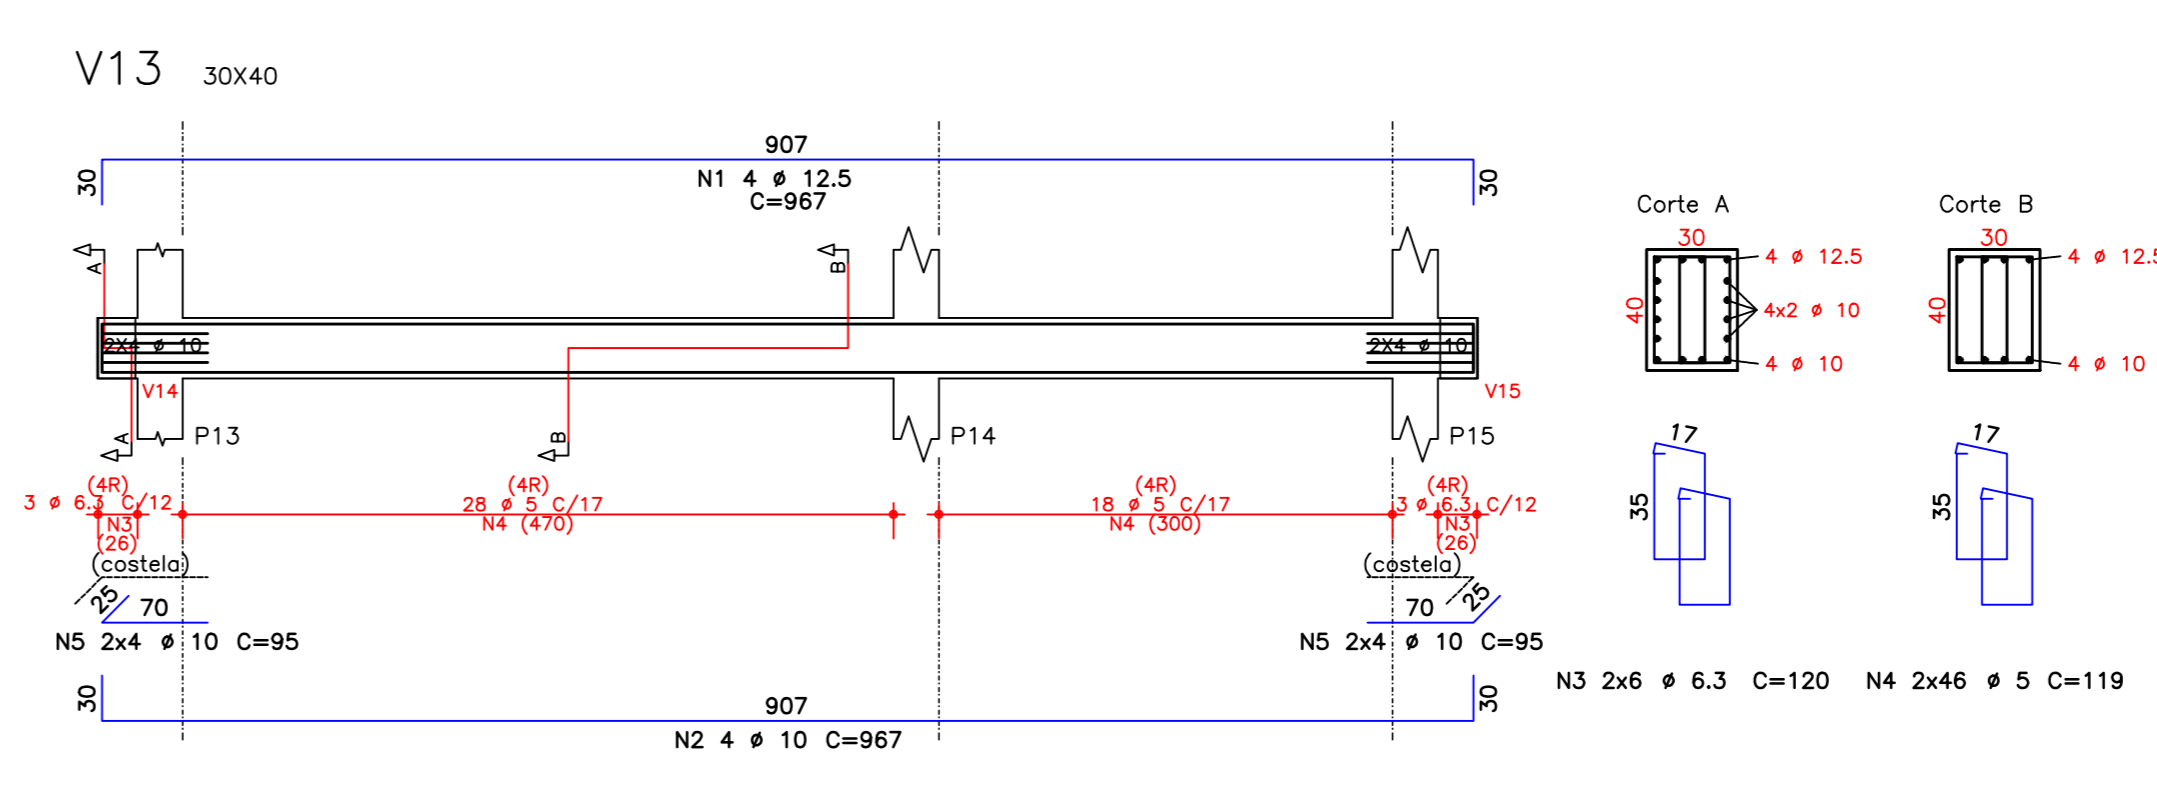 V13 30X40
907
30
N1 4 ø 12.5
C=967
30
A
B
2X4 ø 10
2X4 ø 10
V14
V15
A
B
P13
P14
P15
(4R)
3 ø 6.3 C/12
N3
(26)
(4R)
28 ø 5 C/17
N4 (470)
(4R)
18 ø 5 C/17
N4 (300)
(4R)
3 ø 6.3 C/12
N3
(26)
(costela)
25
70
N5 2x4 ø 10 C=95
(costela)
70
25
N5 2x4 ø 10 C=95
30
907
30
N2 4 ø 10 C=967
Corte A
30
40
4 ø 12.5
4x2 ø 10
4 ø 10
17
35
N3 2x6 ø 6.3 C=120
Corte B
30
40
4 ø 12.5
4 ø 10
17
35
N4 2x46 ø 5 C=119